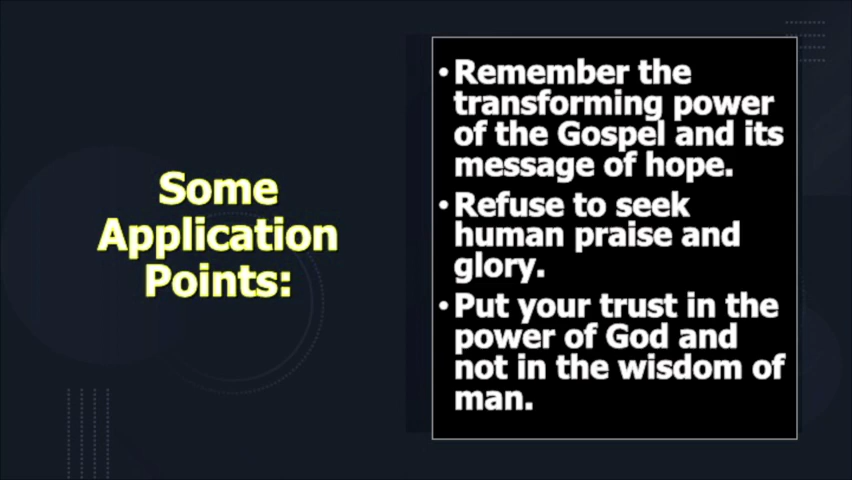 Some
Application
Points:
• Remember the
transforming power
of the Gospel and its
message of hope.
• Refuse to seek
human praise and
glory.
• Put your trust in the
power of God and
not in the wisdom of
man.